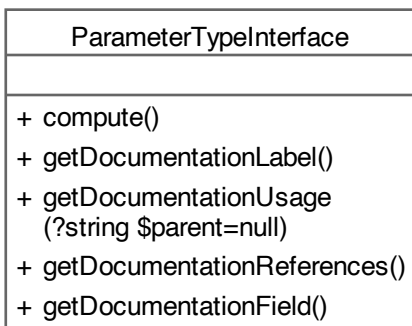 ParameterTypeInterface
+ compute()
+ getDocumentationLabel()
+ getDocumentationUsage
(?string $parent=null)
+ getDocumentationReferences()
+ getDocumentationField()